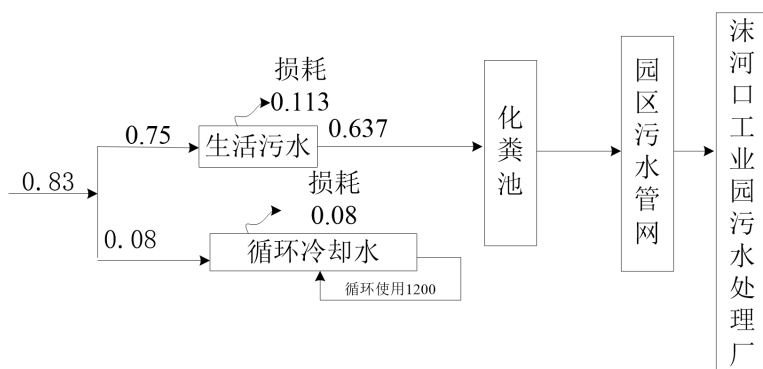 损耗
0.113
0.75
生活污水
0.637
0.83
损耗
0.08
0.08
循环冷却水
循环使用1200
化粪池
园区污水管网
沫河口工业园污水处理厂